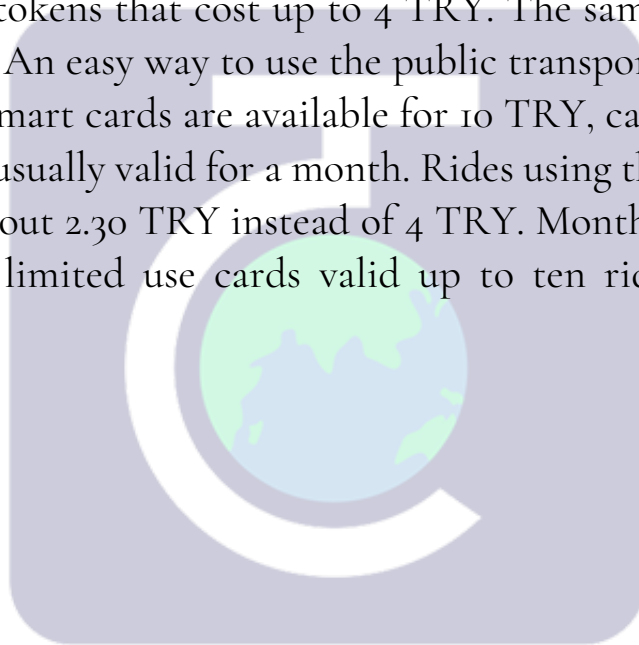 tokens that cost up to 4 TRY. The sam
An easy way to use the public transpor
mart cards are available for 10 TRY, ca
usually valid for a month. Rides using t
out 2.30 TRY instead of 4 TRY. Month
limited use cards valid up to ten ri